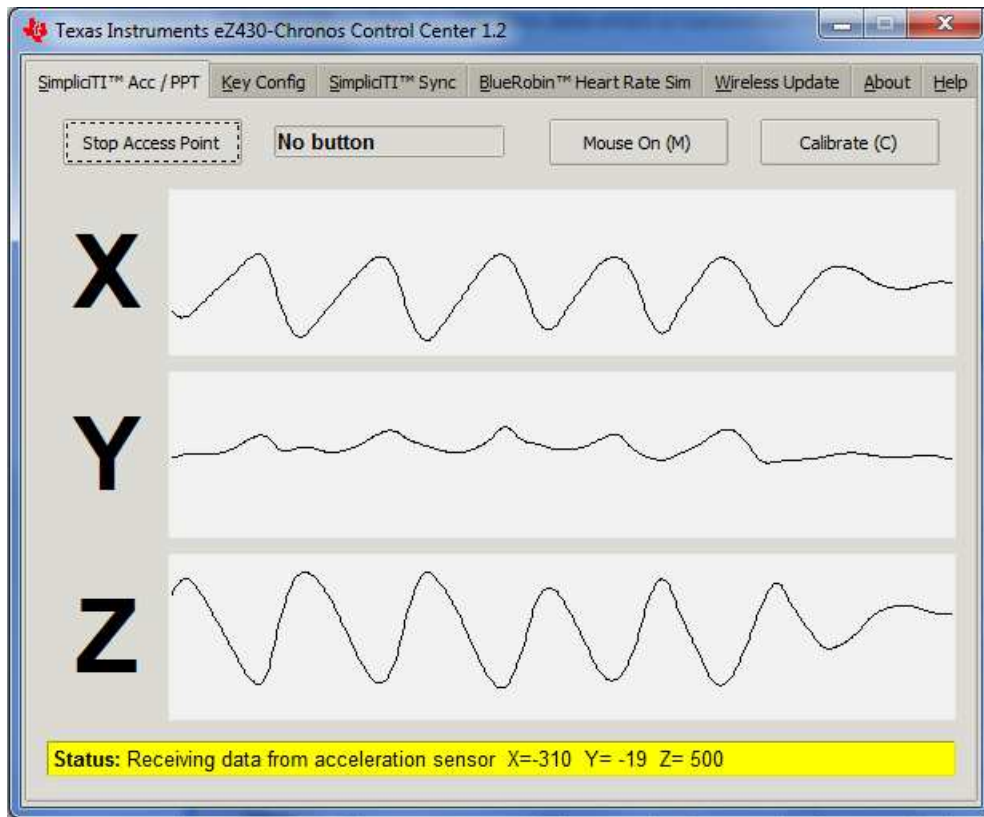 Texas Instruments eZ430-Chronos Control Center 1.2
SimpliciTI™ Acc / PPT Key Config SimpliciTI™ Sync BlueRobin™ Heart Rate Sim Wireless Update About Help
Stop Access Point No button Mouse On (M) Calibrate (C)
X
Y
Z
Status: Receiving data from acceleration sensor X=-310 Y= -19 Z= 500